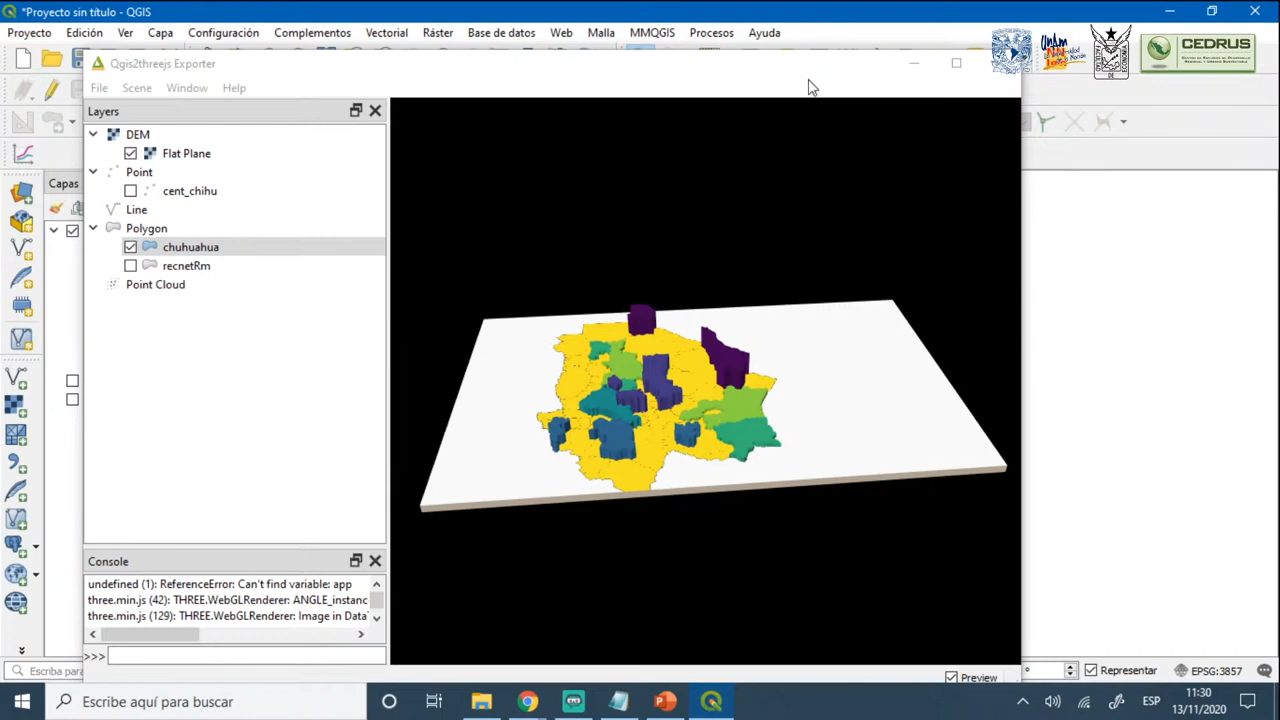 *Proyecto sin título - QGIS
Proyecto Edición Ver Capa Configuración Complementos Vectorial Ráster Base de datos Web Malla MMQGIS Procesos Ayuda
CEDRUS
Qgis2threejs Exporter
File Scene Window Help
Layers
DEM
Flat Plane
Point
cent_chihu
Line
Polygon
chuhuahua
recnetRm
Point Cloud
Capas
Console
undefined (1): ReferenceError: Can't find variable: app
three.min.js (42): THREE.WebGLRenderer: ANGLE_instanc
three.min.js (129): THREE.WebGLRenderer: Image in Data
>>>
Preview
Escriba para
Representar
EPSG:3857
Escribe aquí para buscar
ESP
11:30
13/11/2020